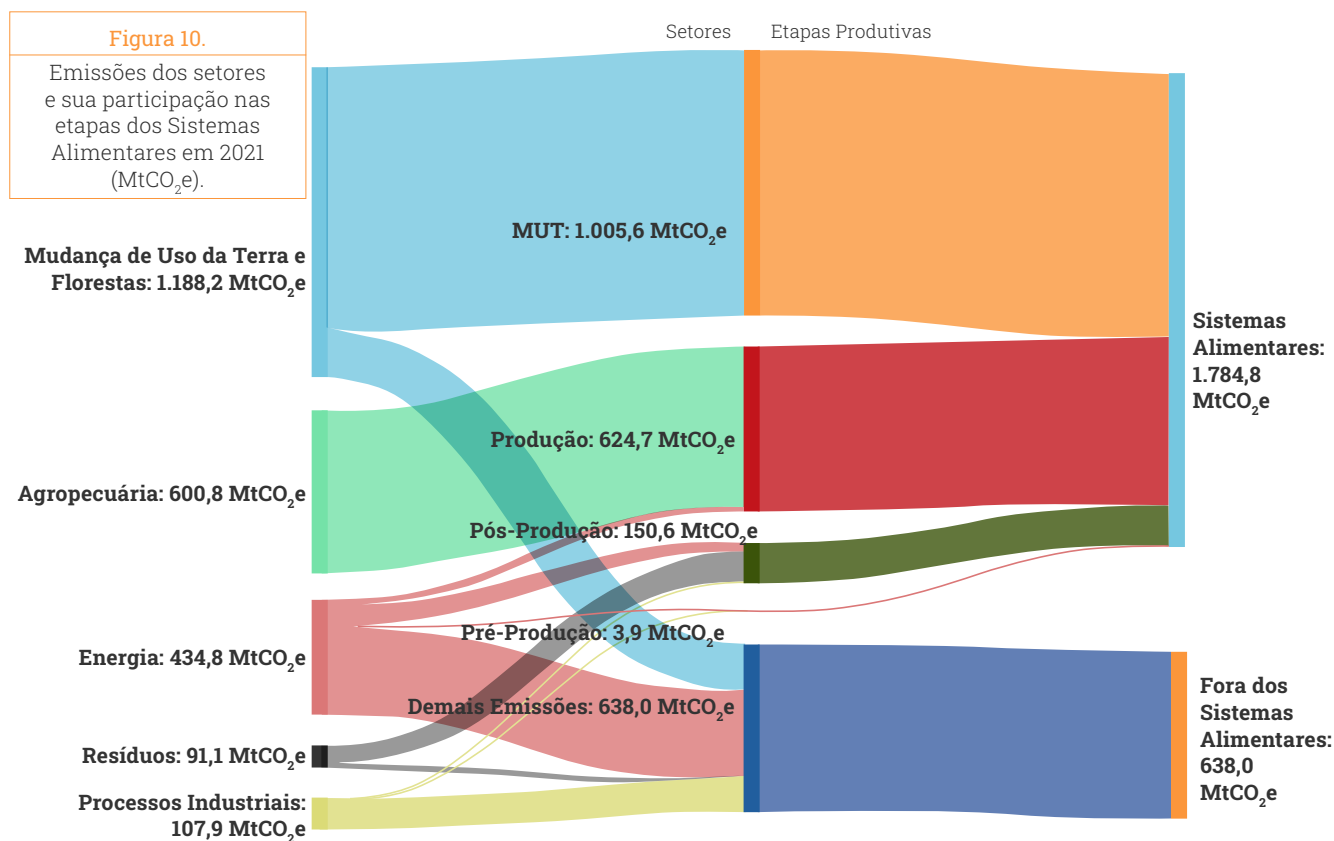 Figura 10.
Emissões dos setores
e sua participação nas
etapas dos Sistemas
Alimentares em 2021
(MtCO₂e).
Setores
Etapas Produtivas
Mudança de Uso da Terra e
Florestas: 1.188,2 MtCO₂e
Agropecuária: 600,8 MtCO₂e
Energia: 434,8 MtCO₂e
Resíduos: 91,1 MtCO₂e
Processos Industriais:
107,9 MtCO₂e
MUT: 1.005,6 MtCO₂e
Produção: 624,7 MtCO₂e
Pós-Produção: 150,6 MtCO₂e
Pré-Produção: 3,9 MtCO₂e
Demais Emissões: 638,0 MtCO₂e
Sistemas
Alimentares:
1.784,8
MtCO₂e
Fora dos
Sistemas
Alimentares:
638,0
MtCO₂e